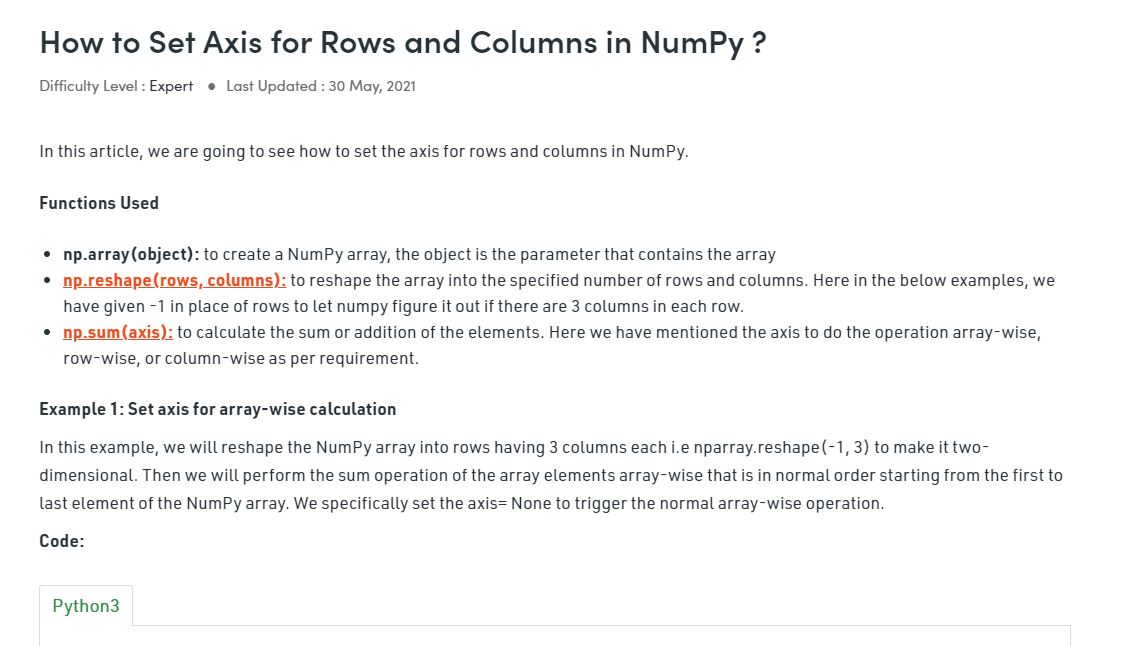 How to Set Axis for Rows and Columns in NumPy ?
Difficulty Level : Expert ● Last Updated : 30 May, 2021
In this article, we are going to see how to set the axis for rows and columns in NumPy.
Functions Used
• np.array(object): to create a NumPy array, the object is the parameter that contains the array
• np.reshape(rows, columns): to reshape the array into the specified number of rows and columns. Here in the below examples, we
have given -1 in place of rows to let numpy figure it out if there are 3 columns in each row.
• np.sum(axis): to calculate the sum or addition of the elements. Here we have mentioned the axis to do the operation array-wise,
row-wise, or column-wise as per requirement.
Example 1: Set axis for array-wise calculation
In this example, we will reshape the NumPy array into rows having 3 columns each i.e nparray.reshape(-1, 3) to make it two-
dimensional. Then we will perform the sum operation of the array elements array-wise that is in normal order starting from the first to
last element of the NumPy array. We specifically set the axis= None to trigger the normal array-wise operation.
Code:
Python3